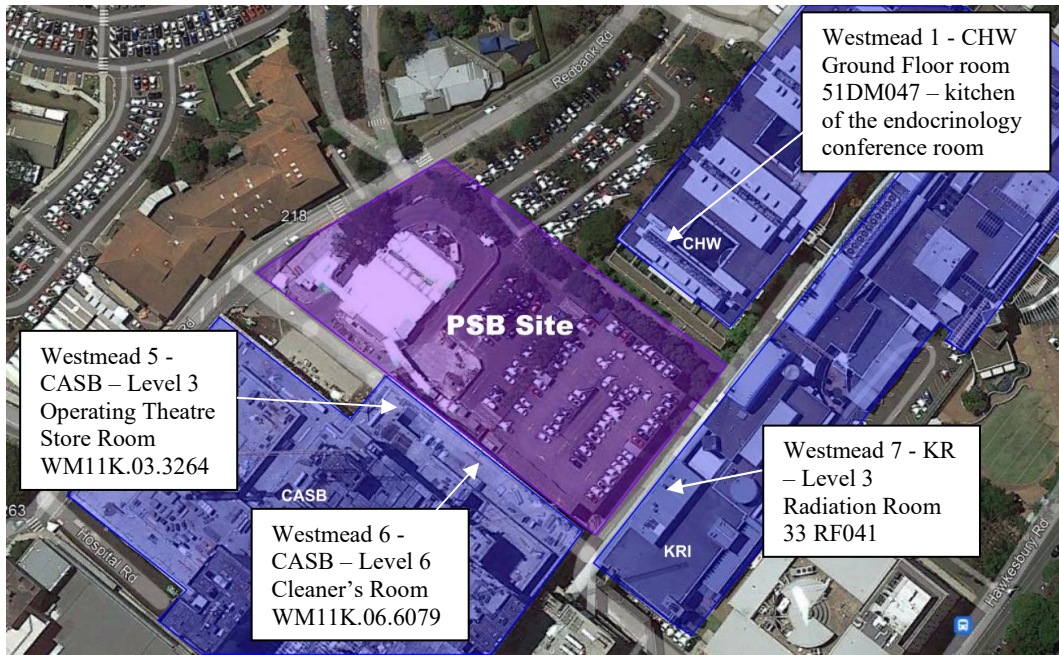 Westmead 1 - CHW
Ground Floor room
51DM047 – kitchen
of the endocrinology
conference room
Redbank Rd
218
CHW
PSB Site
Rd
Westmead 5 -
CASB – Level 3
Operating Theatre
Store Room
WM11K.03.3264
CASB
263
Hospital Rd
Westmead 6 -
CASB – Level 6
Cleaner's Room
WM11K.06.6079
Westmead 7 - KR
– Level 3
Radiation Room
33 RF041
KRI
Hawkesbury Rd